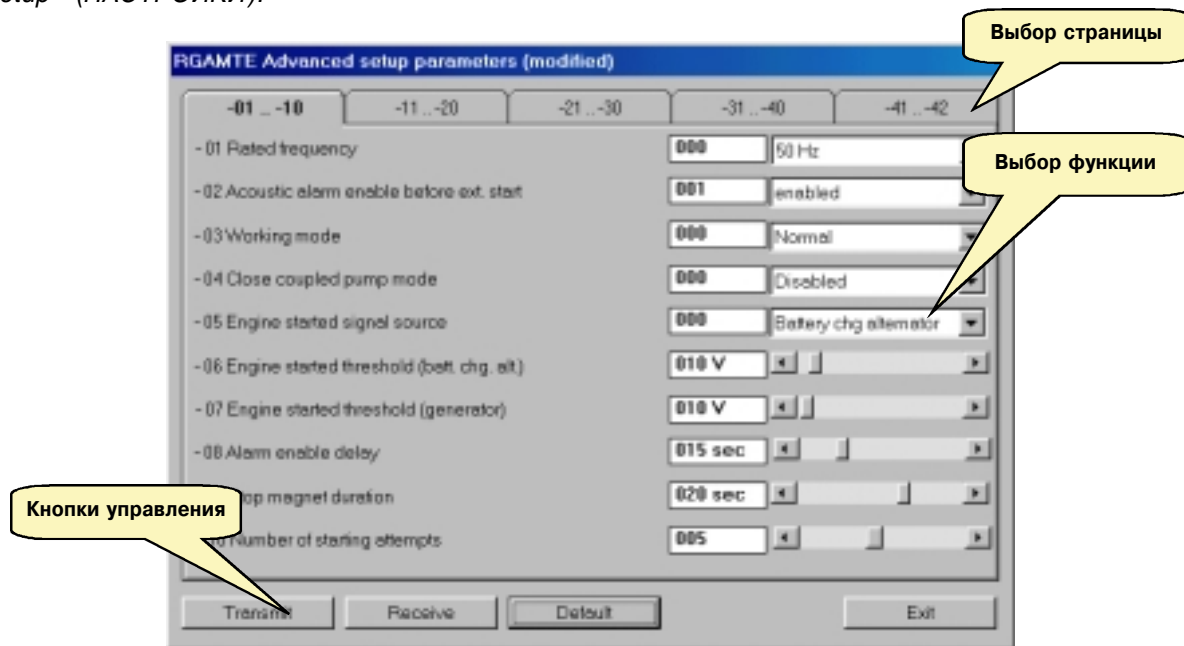 Setup" (НАСТРОЙКИ).
Выбор страницы
RGAMTE Advanced setup parameters (modified)
-01 .. -10 -11 .. -20 -21 .. -30 -31 .. -40 -41 .. -42
- 01 Rated frequency 000 50 Hz
Выбор функции
- 02 Acoustic alarm enable before ext. start 001 enabled
- 03 Working mode 000 Normal
- 04 Close coupled pump mode 000 Disabled
- 05 Engine started signal source 000 Battery chg alternator
- 06 Engine started threshold (batt. chg. alt.) 010 V
- 07 Engine started threshold (generator) 010 V
- 08 Alarm enable delay 015 sec
magnet duration 020 sec
Кнопки управления
Number of starting attempts 005
Transmit Receive Default Exit